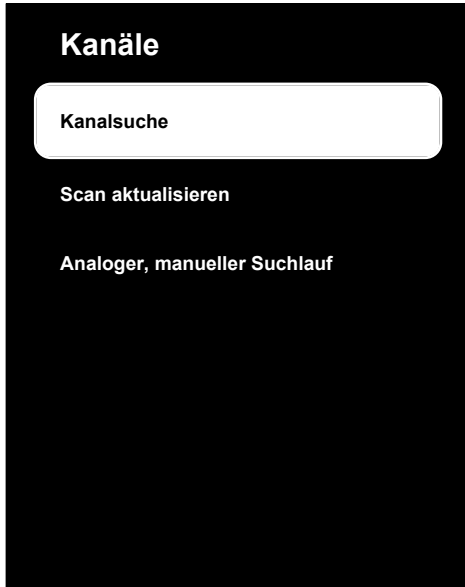 Kanäle
Kanalsuche
Scan aktualisieren
Analoger, manueller Suchlauf